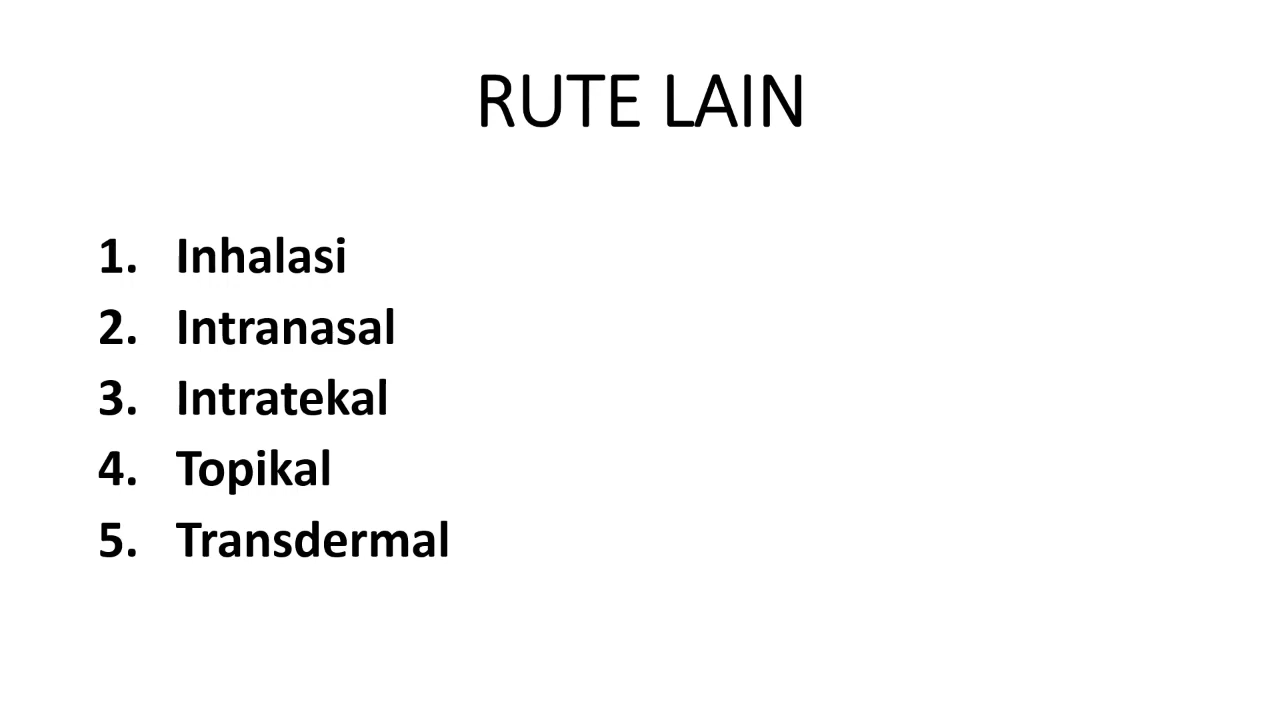 RUTE LAIN
1. Inhalasi
2. Intranasal
3. Intratekal
4. Topikal
5. Transdermal